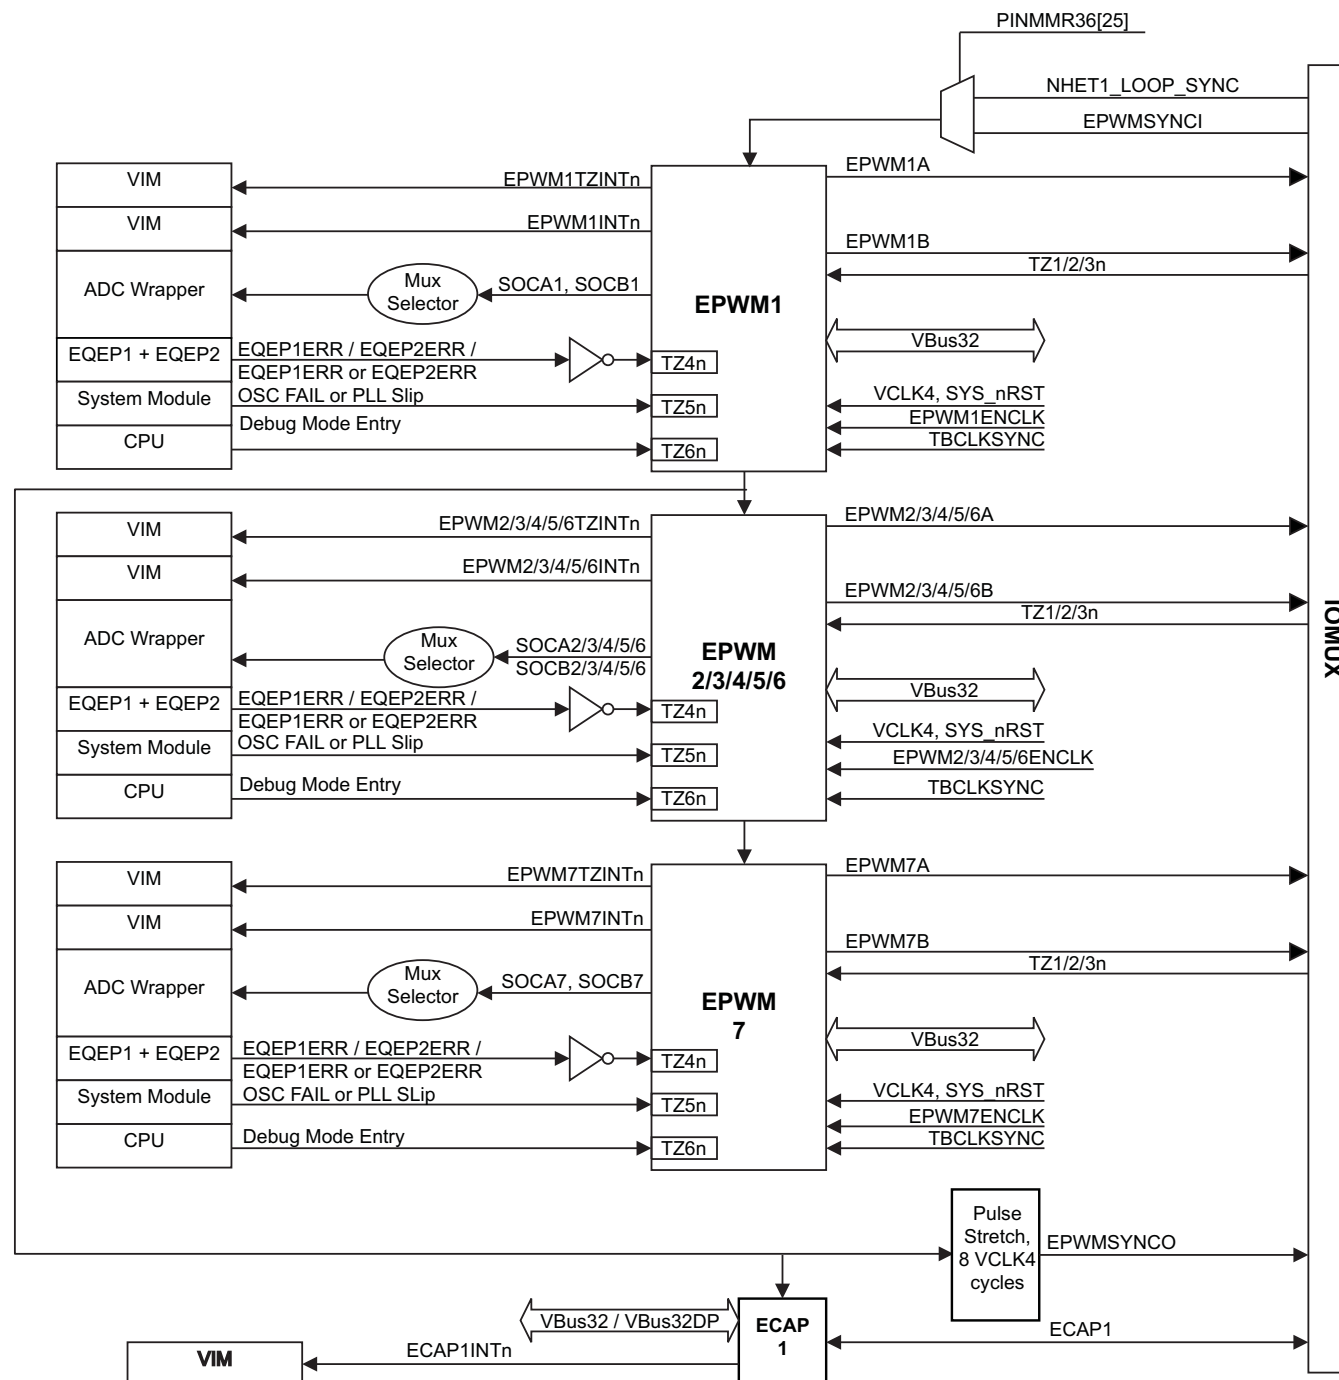 PINMMR36[25]
NHET1_LOOP_SYNC
EPWMSYNCI
VIM
EPWM1TZINTn
EPWM1A
VIM
EPWM1INTn
EPWM1B
TZ1/2/3n
ADC Wrapper
Mux
Selector
SOCA1, SOCB1
EPWM1
VBus32
EQEP1 + EQEP2
EQEP1ERR / EQEP2ERR /
EQEP1ERR or EQEP2ERR
TZ4n
System Module
OSC FAIL or PLL Slip
TZ5n
VCLK4, SYS_nRST
EPWM1ENCLK
TBCLKSYNC
CPU
Debug Mode Entry
TZ6n
VIM
EPWM2/3/4/5/6TZINTn
EPWM2/3/4/5/6A
VIM
EPWM2/3/4/5/6INTn
EPWM2/3/4/5/6B
TZ1/2/3n
IOMUX
ADC Wrapper
Mux
Selector
SOCA2/3/4/5/6
SOCB2/3/4/5/6
EPWM
2/3/4/5/6
VBus32
EQEP1 + EQEP2
EQEP1ERR / EQEP2ERR /
EQEP1ERR or EQEP2ERR
TZ4n
System Module
OSC FAIL or PLL Slip
TZ5n
VCLK4, SYS_nRST
EPWM2/3/4/5/6ENCLK
TBCLKSYNC
CPU
Debug Mode Entry
TZ6n
VIM
EPWM7TZINTn
EPWM7A
VIM
EPWM7INTn
EPWM7B
TZ1/2/3n
ADC Wrapper
Mux
Selector
SOCA7, SOCB7
EPWM
7
VBus32
EQEP1 + EQEP2
EQEP1ERR / EQEP2ERR /
EQEP1ERR or EQEP2ERR
TZ4n
System Module
OSC FAIL or PLL SLip
TZ5n
VCLK4, SYS_nRST
EPWM7ENCLK
TBCLKSYNC
CPU
Debug Mode Entry
TZ6n
Pulse
Stretch,
8 VCLK4
cycles
EPWMSYNCO
VBus32 / VBus32DP
ECAP
1
ECAP1
VIM
ECAP1INTn